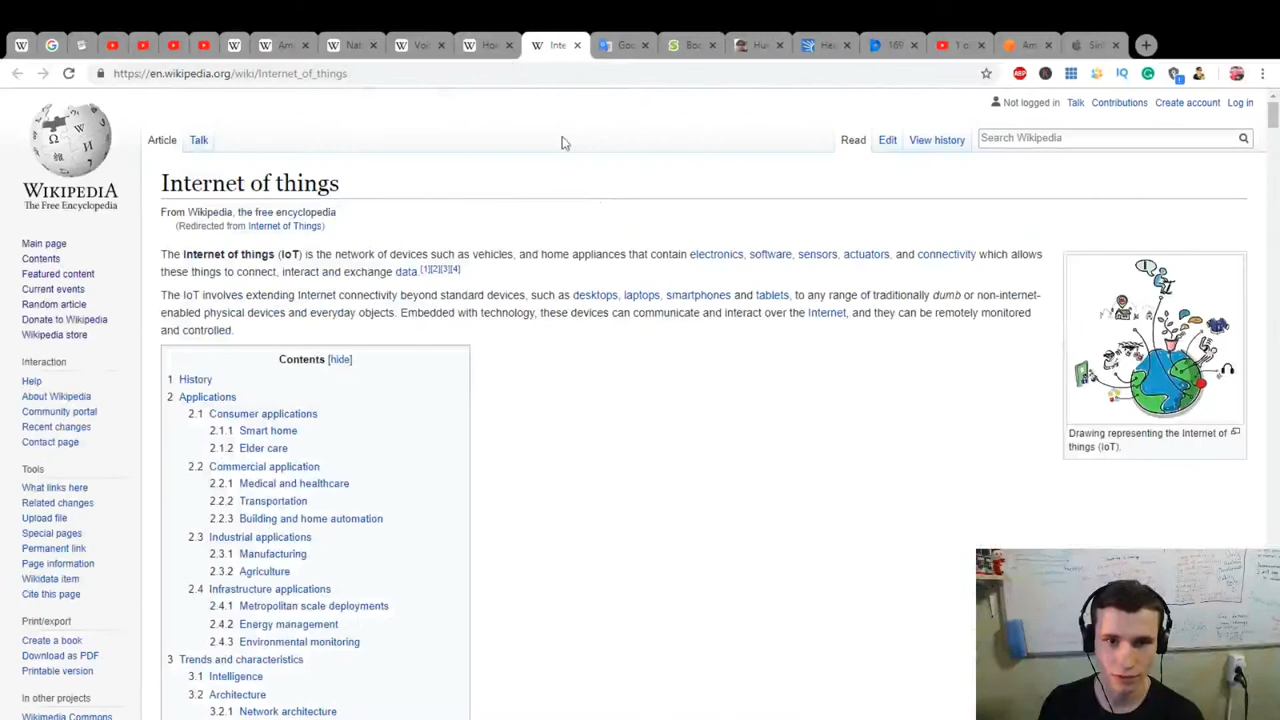 Am
Nat
Voi
Ho
Inte
Goo
Boo
Hu
Hea
169
Y o
Am
Siri
https://en.wikipedia.org/wiki/Internet_of_things
ABP
IQ
Not logged in Talk Contributions Create account Log in
Article Talk
Read Edit View history
Search Wikipedia
WIKIPEDIA
The Free Encyclopedia
Main page
Contents
Featured content
Current events
Random article
Donate to Wikipedia
Wikipedia store
Interaction
Help
About Wikipedia
Community portal
Recent changes
Contact page
Tools
What links here
Related changes
Upload file
Special pages
Permanent link
Page information
Wikidata item
Cite this page
Print/export
Create a book
Download as PDF
Printable version
In other projects
Wikimedia Commons
Internet of things
From Wikipedia, the free encyclopedia
(Redirected from Internet of Things)
The Internet of things (IoT) is the network of devices such as vehicles, and home appliances that contain electronics, software, sensors, actuators, and connectivity which allows
these things to connect, interact and exchange data.[1][2][3][4]
The IoT involves extending Internet connectivity beyond standard devices, such as desktops, laptops, smartphones and tablets, to any range of traditionally dumb or non-internet-
enabled physical devices and everyday objects. Embedded with technology, these devices can communicate and interact over the Internet, and they can be remotely monitored
and controlled.
Contents [hide]
1 History
2 Applications
2.1 Consumer applications
2.1.1 Smart home
2.1.2 Elder care
2.2 Commercial application
2.2.1 Medical and healthcare
2.2.2 Transportation
2.2.3 Building and home automation
2.3 Industrial applications
2.3.1 Manufacturing
2.3.2 Agriculture
2.4 Infrastructure applications
2.4.1 Metropolitan scale deployments
2.4.2 Energy management
2.4.3 Environmental monitoring
3 Trends and characteristics
3.1 Intelligence
3.2 Architecture
3.2.1 Network architecture
Drawing representing the Internet of
things (IoT).